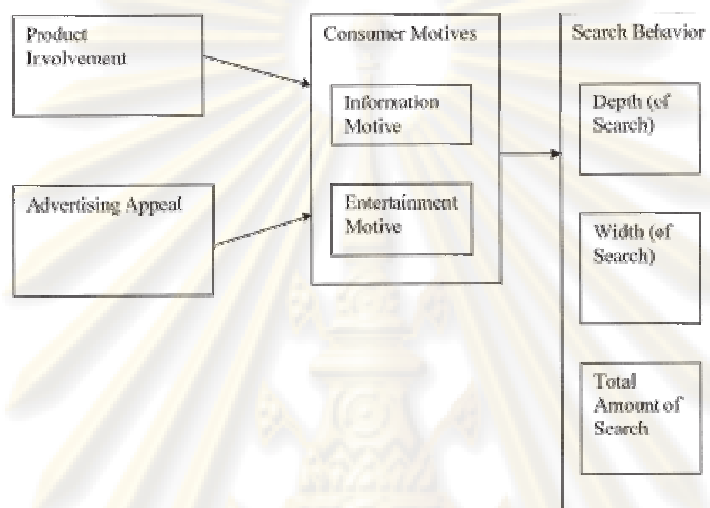 Product
Involvement
Advertising Appeal
Consumer Motives
Information
Motive
Entertainment
Motive
Search Behavior
Depth (of
Search)
Width (of
Search)
Total
Amount of
Search